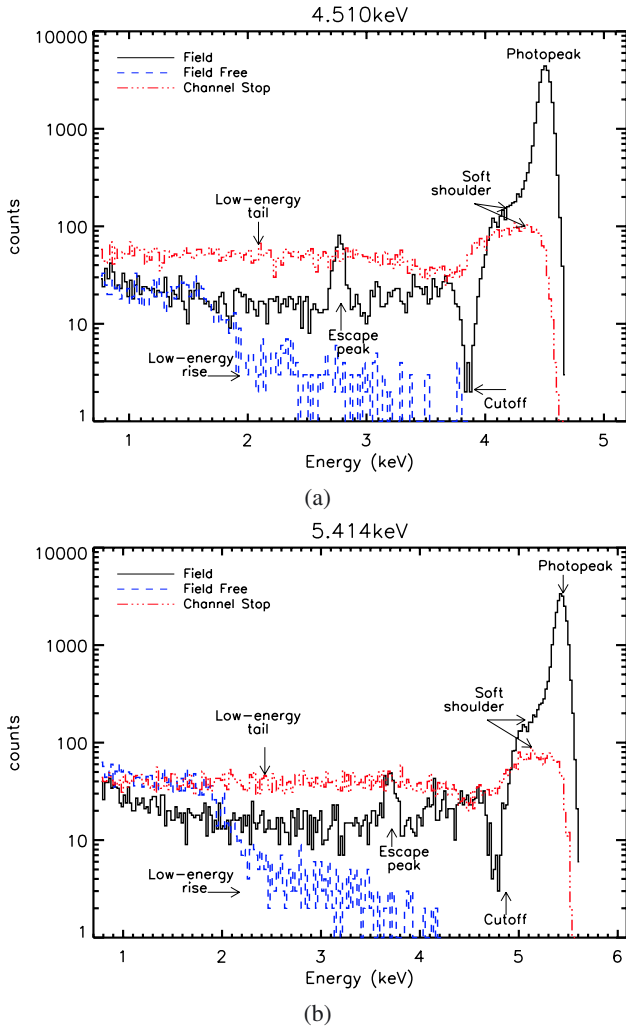 4.510keV
10000
1000
100
10
1
counts
Field
Field Free
Channel Stop
Photopeak
Soft
shoulder
Low-energy
tail
Escape
peak
Low-energy
rise
Cutoff
1 2 3 4 5
Energy (keV)
(a)
5.414keV
10000
1000
100
10
1
counts
Field
Field Free
Channel Stop
Photopeak
Soft
shoulder
Low-energy
tail
Escape
peak
Low-energy
rise
Cutoff
1 2 3 4 5 6
Energy (keV)
(b)